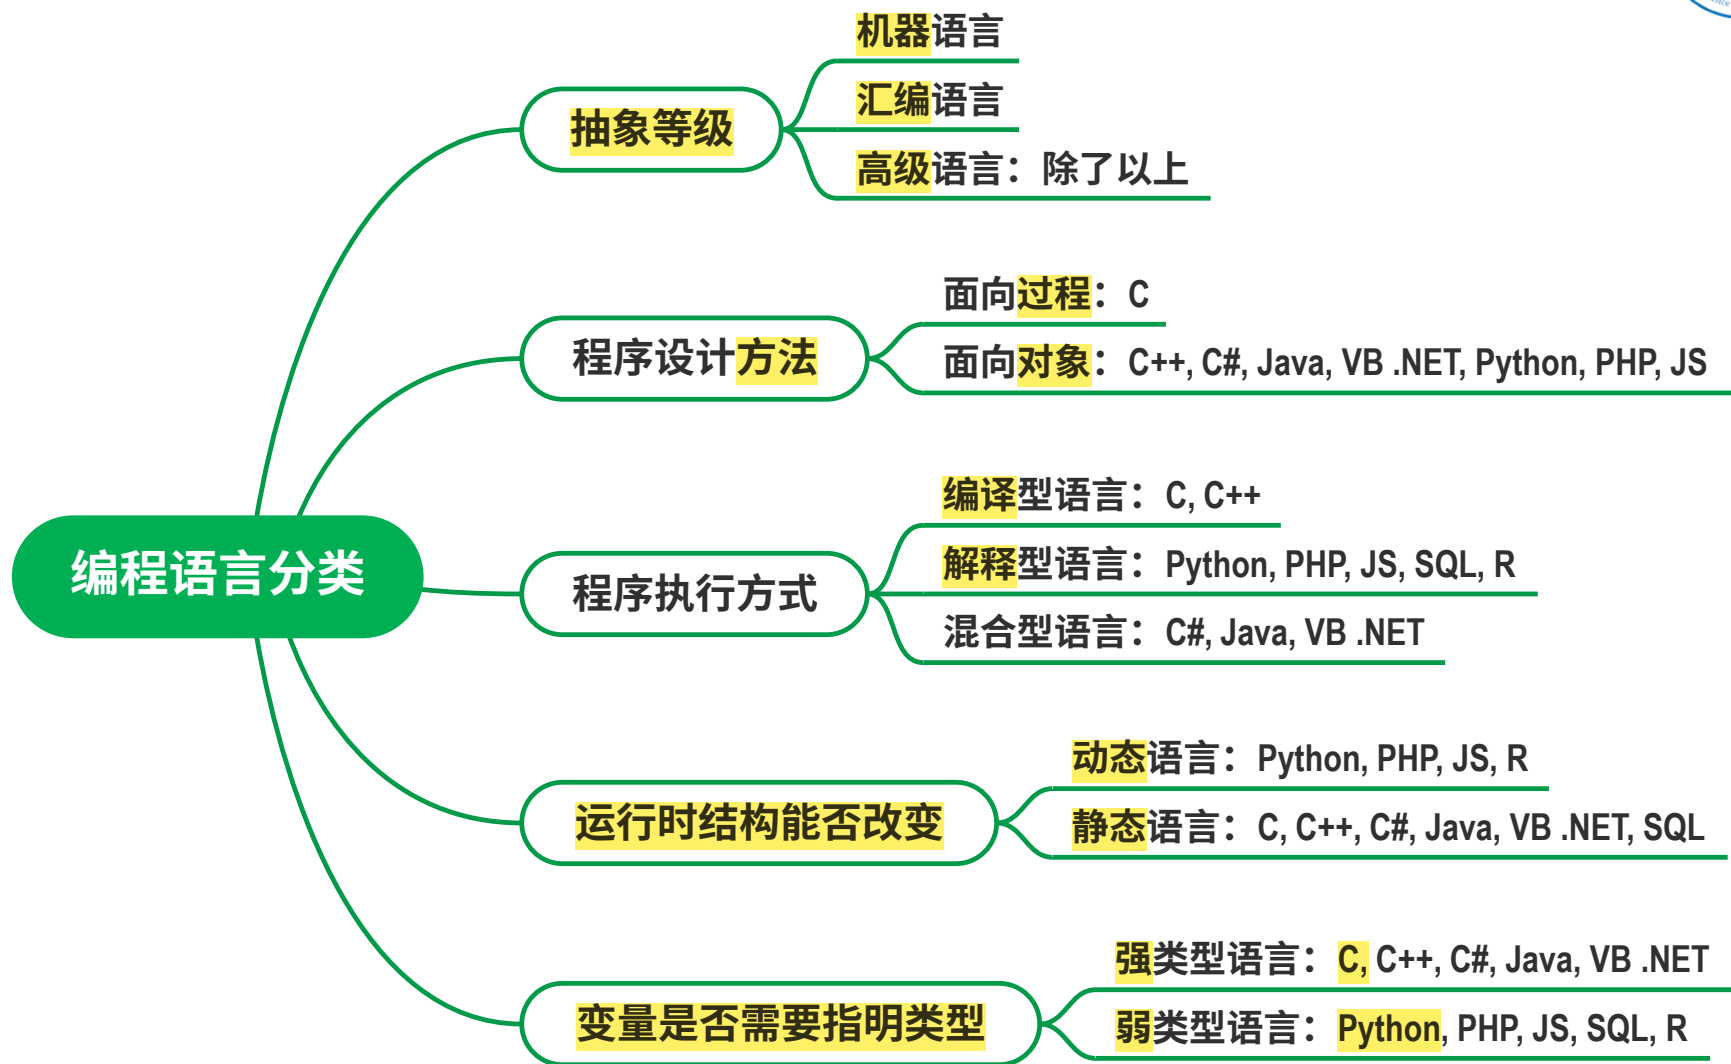 机器语言
汇编语言
抽象等级
高级语言：除了以上
面向过程：C
程序设计方法
面向对象：C++, C#, Java, VB .NET, Python, PHP, JS
编译型语言：C, C++
编程语言分类
解释型语言：Python, PHP, JS, SQL, R
程序执行方式
混合型语言：C#, Java, VB .NET
动态语言：Python, PHP, JS, R
运行时结构能否改变
静态语言：C, C++, C#, Java, VB .NET, SQL
强类型语言：C, C++, C#, Java, VB .NET
变量是否需要指明类型
弱类型语言：Python, PHP, JS, SQL, R